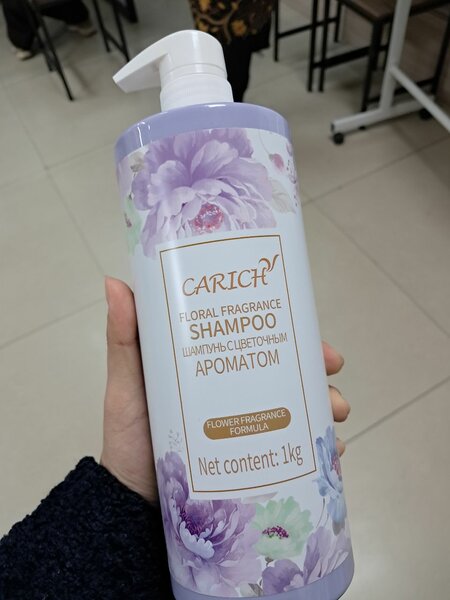 CARICH
FLORAL FRAGRANCE
SHAMPOO
ШАМПУНЬ С ЦВЕТОЧНЫМ
АРОМАТОМ
FLOWER FRAGRANCE
FORMULA
Net content: 1kg